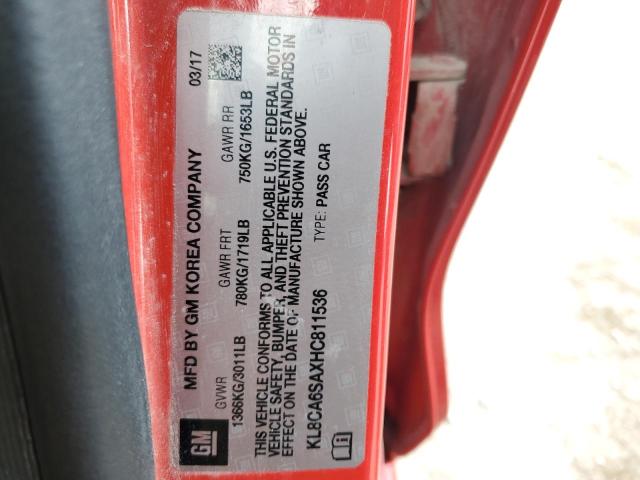 GM
MFD BY GM KOREA COMPANY 03/17
GVWR GAWR FRT GAWR RR
1366KG/3011LB 780KG/1719LB 750KG/1653LB
THIS VEHICLE CONFORMS TO ALL APPLICABLE U.S. FEDERAL MOTOR
VEHICLE SAFETY, BUMPER, AND THEFT PREVENTION STANDARDS IN
EFFECT ON THE DATE OF MANUFACTURE SHOWN ABOVE.
KL8CA6SAXHC811536 TYPE: PASS CAR